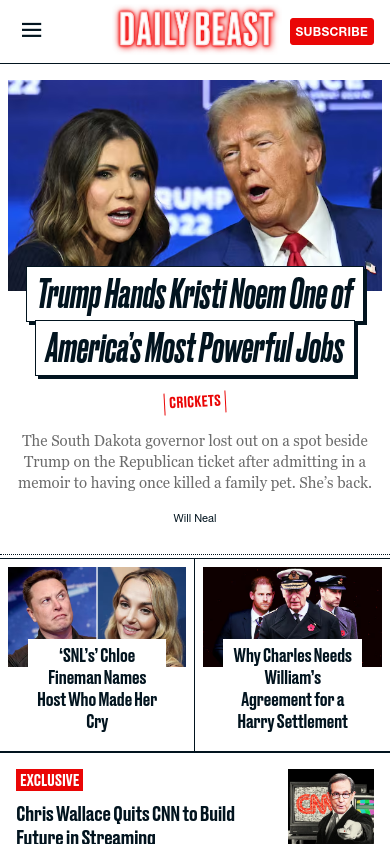 DAILY BEAST
SUBSCRIBE
Trump Hands Kristi Noem One of
America's Most Powerful Jobs
CRICKETS
The South Dakota governor lost out on a spot beside
Trump on the Republican ticket after admitting in a
memoir to having once killed a family pet. She's back.
Will Neal
'SNL's' Chloe
Fineman Names
Host Who Made Her
Cry
Why Charles Needs
William's
Agreement for a
Harry Settlement
EXCLUSIVE
Chris Wallace Quits CNN to Build
Future in Streaming
CNN